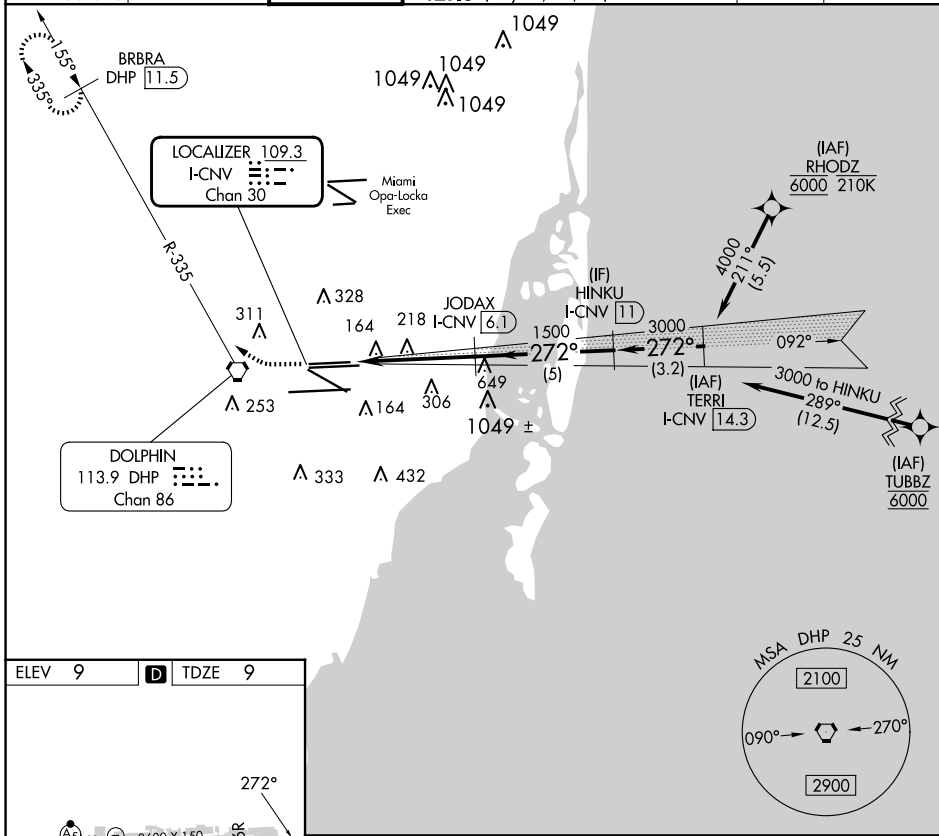 1049
BRBRA
DHP 11.5
155°
335°
1049
1049
1049
LOCALIZER 109.3
I-CNV
Chan 30
Miami
Opa-Locka
Exec
(IAF)
RHODZ
6000 210K
4000
211°
(5.5)
R-335
328
311
164
218
JODAX
I-CNV 6.1
(IF)
HINKU
I-CNV 11
1500
3000
272°
272°
092°
(5)
(3.2)
649
3000 to HINKU
289°
(12.5)
(IAF)
TERRI
I-CNV 14.3
253
164
306
1049 ±
(IAF)
TUBBZ
6000
DOLPHIN
113.9 DHP
Chan 86
333
432
MSA DHP 25 NM
2100
090°
270°
2900
ELEV 9
D
TDZE 9
272°
A5